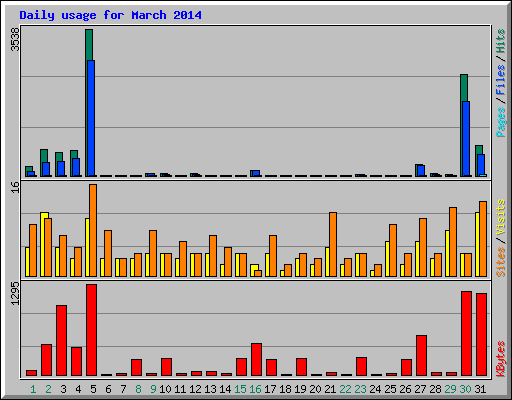 Daily usage for March 2014
3538
Pages / Files / Hits
16
Sites / Visits
1295
KBytes
1 2 3 4 5 6 7 8 9 10 11 12 13 14 15 16 17 18 19 20 21 22 23 24 25 26 27 28 29 30 31